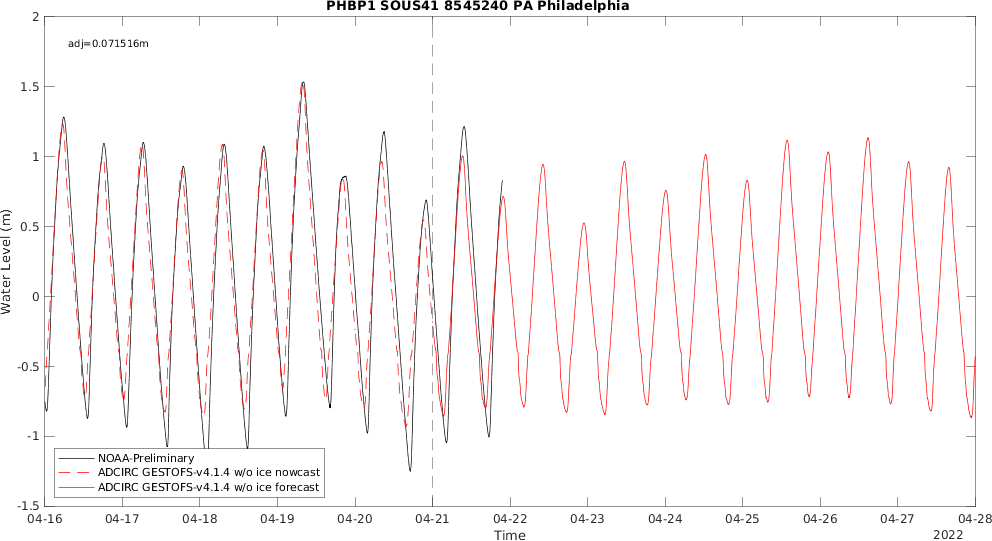 PHBP1 SOUS41 8545240 PA Philadelphia
adj=0.071516m
Water Level (m)
2
1.5
1
0.5
0
-0.5
-1
-1.5
NOAA-Preliminary
ADCIRC GESTOFS-v4.1.4 w/o ice nowcast
ADCIRC GESTOFS-v4.1.4 w/o ice forecast
04-16 04-17 04-18 04-19 04-20 04-21 04-22 04-23 04-24 04-25 04-26 04-27 04-28
Time
2022